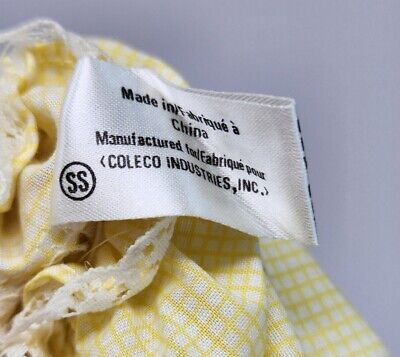 Made in/Fabriqué à
China
Manufactured for/Fabriqué pour
(COLECO INDUSTRIES, INC.)
SS